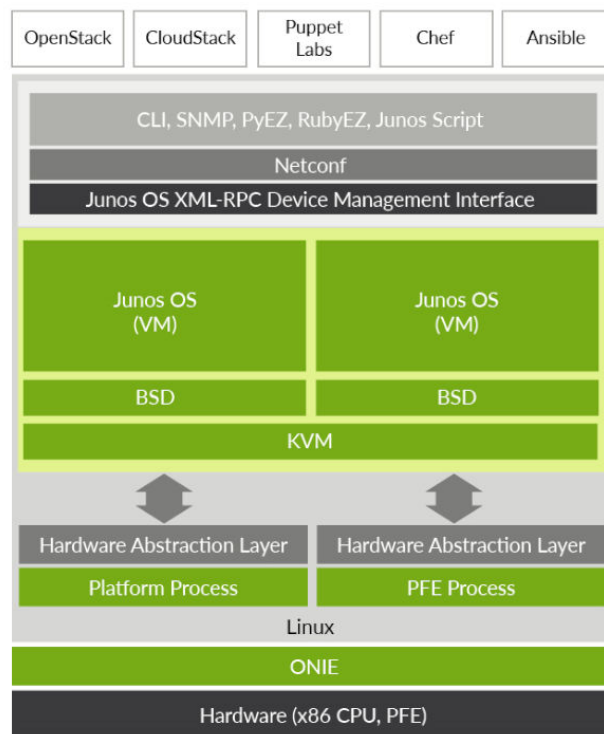 OpenStack
CloudStack
Puppet
Labs
Chef
Ansible
CLI, SNMP, PyEZ, RubyEZ, Junos Script
Netconf
Junos OS XML-RPC Device Management Interface
Junos OS
(VM)
Junos OS
(VM)
BSD
BSD
KVM
Hardware Abstraction Layer
Hardware Abstraction Layer
Platform Process
PFE Process
Linux
ONIE
Hardware (x86 CPU, PFE)